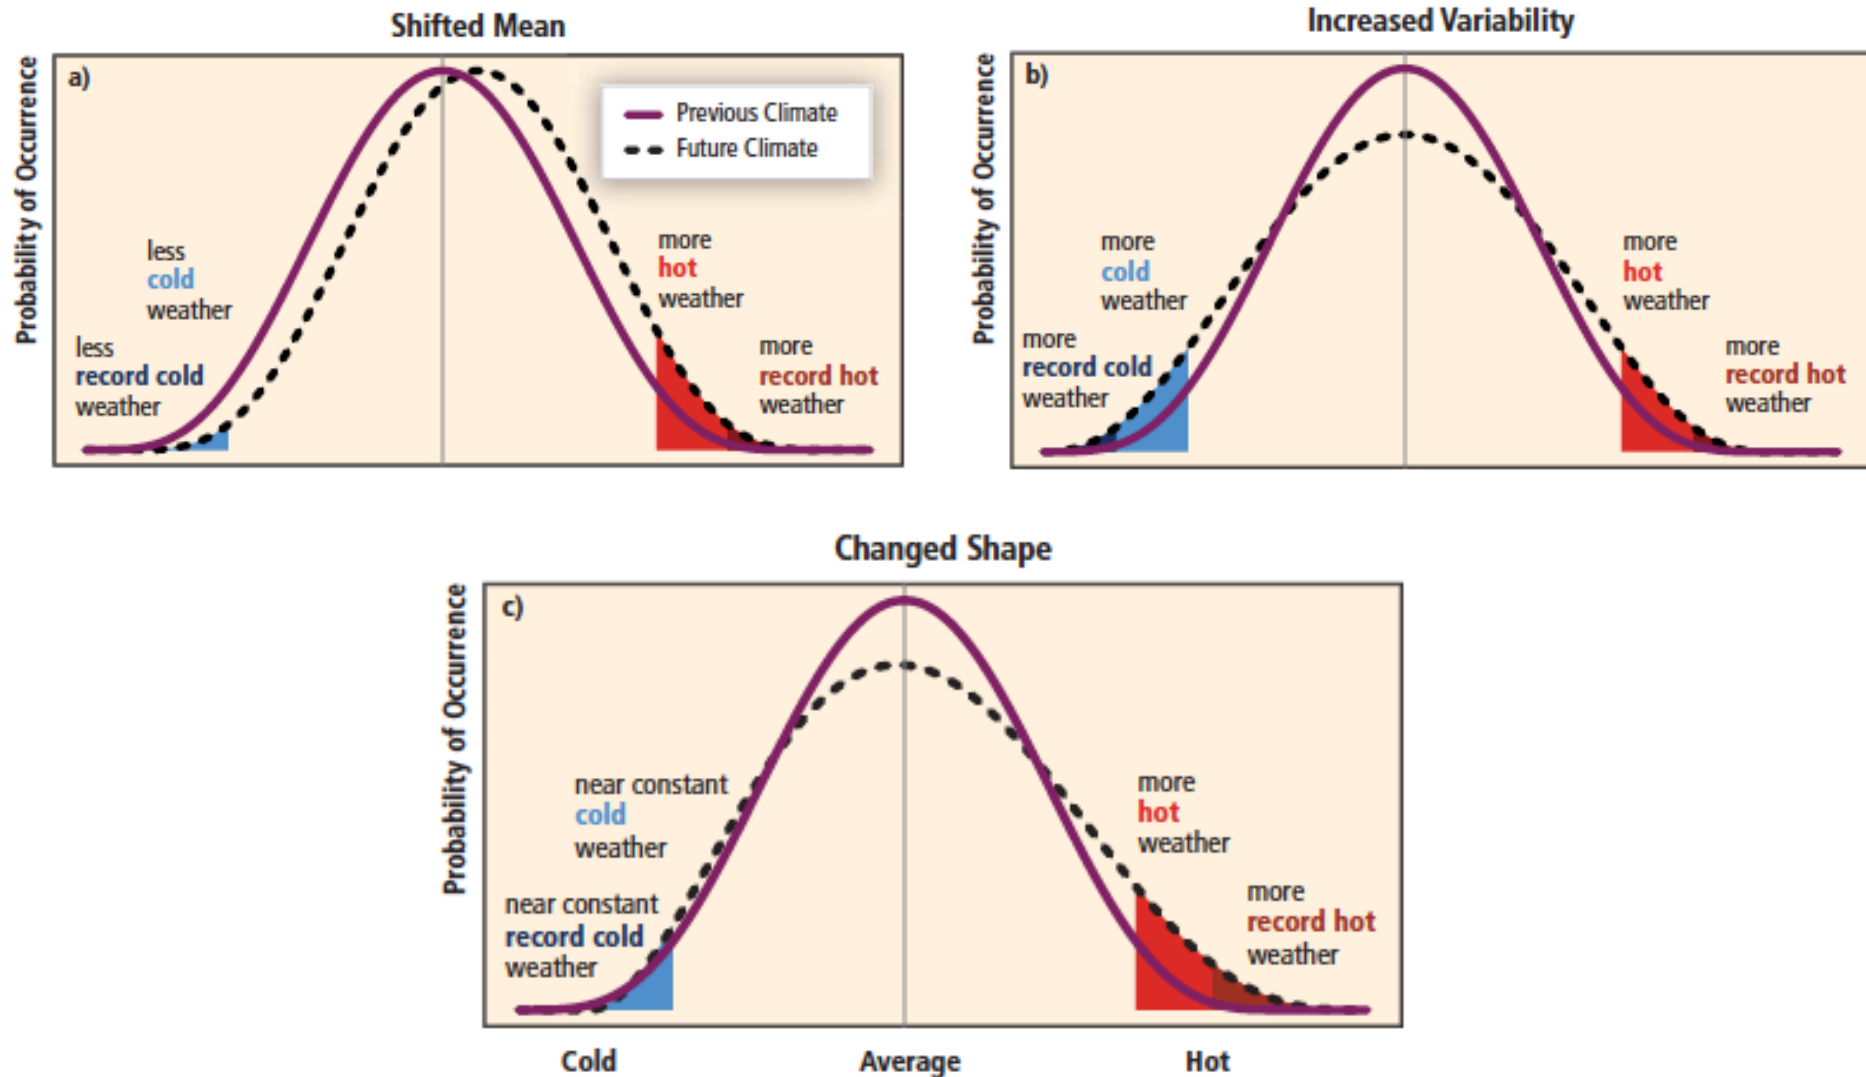 Shifted Mean
Probability of Occurrence
a)
Previous Climate
Future Climate
less
cold
weather
less
record cold
weather
more
hot
weather
more
record hot
weather
Increased Variability
Probability of Occurrence
b)
more
cold
weather
more
record cold
weather
more
hot
weather
more
record hot
weather
Changed Shape
Probability of Occurrence
c)
near constant
cold
weather
near constant
record cold
weather
more
hot
weather
more
record hot
weather
Cold
Average
Hot